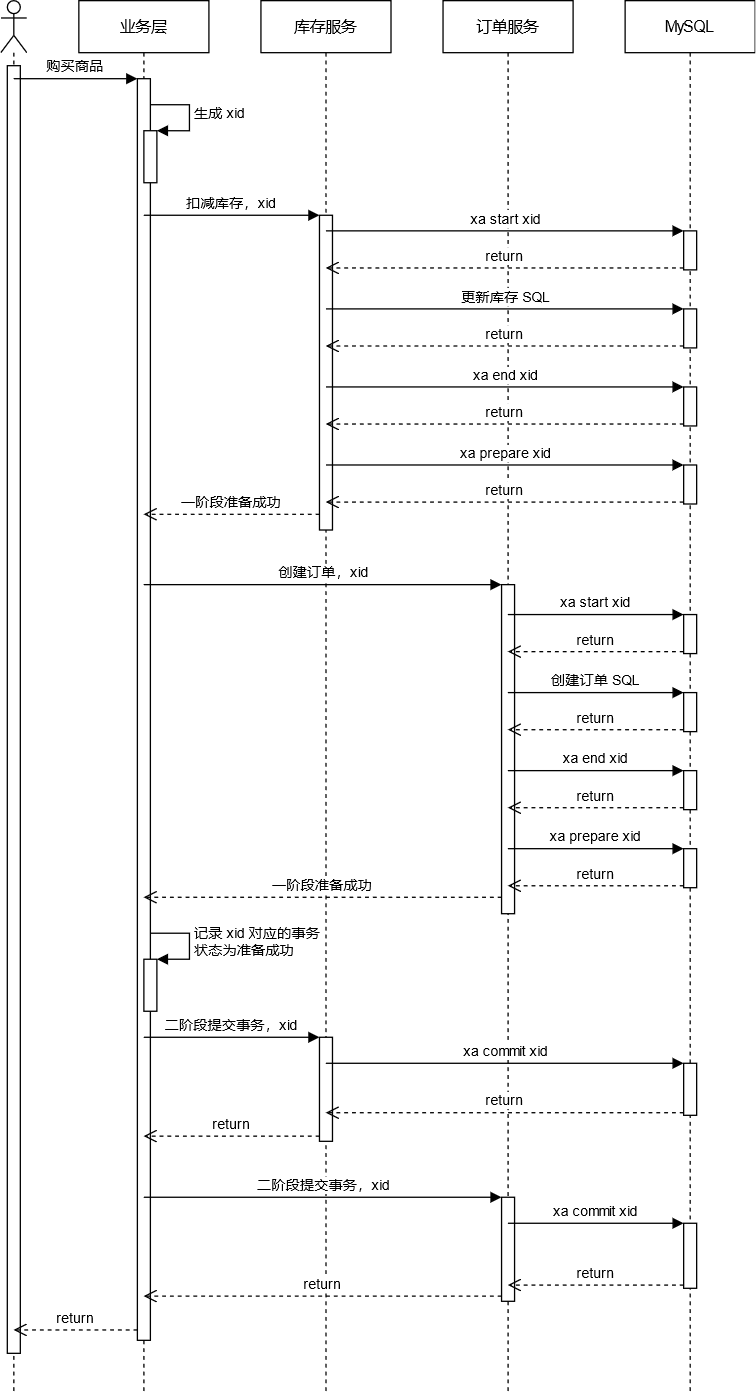 业务层
库存服务
订单服务
MySQL
购买商品
生成 xid
扣减库存，xid
xa start xid
return
更新库存 SQL
return
xa end xid
return
xa prepare xid
return
一阶段准备成功
创建订单，xid
xa start xid
return
创建订单 SQL
return
xa end xid
return
xa prepare xid
return
一阶段准备成功
记录 xid 对应的事务
状态为准备成功
二阶段提交事务，xid
xa commit xid
return
return
二阶段提交事务，xid
xa commit xid
return
return
return